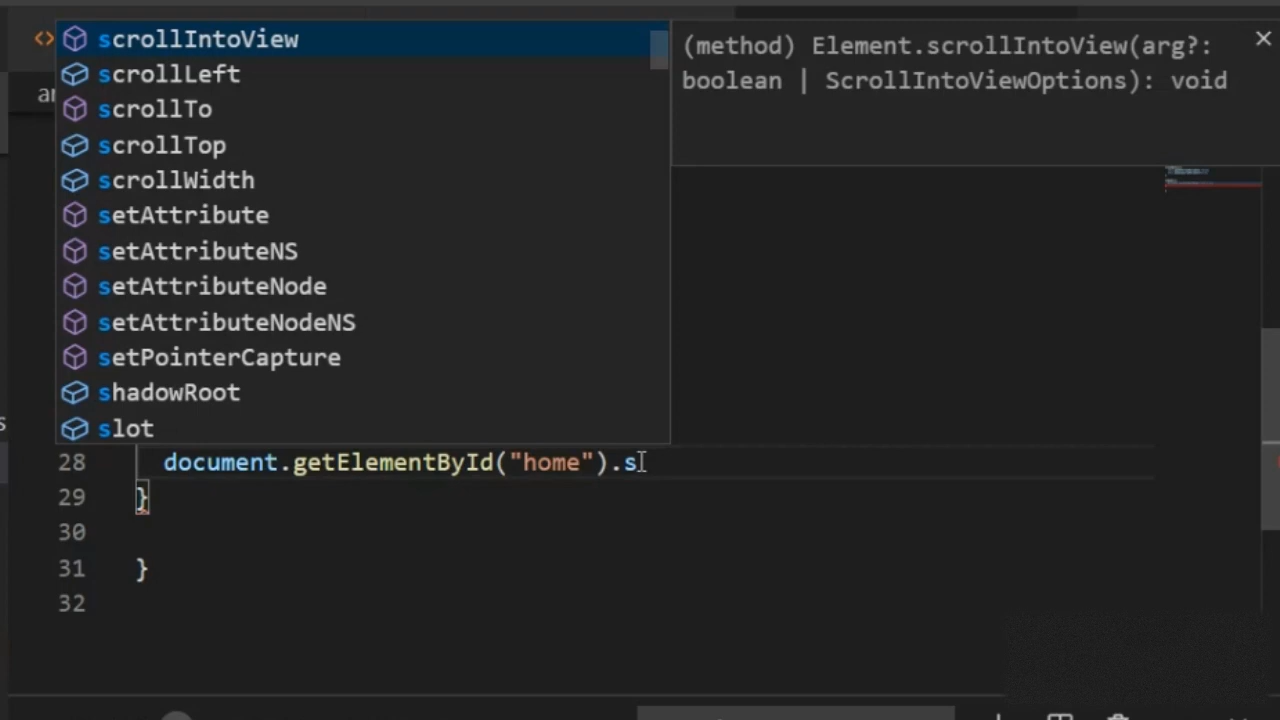 scrollIntoView
scrollLeft
scrollTo
scrollTop
scrollWidth
setAttribute
setAttributeNS
setAttributeNode
setAttributeNodeNS
setPointerCapture
shadowRoot
slot
(method) Element.scrollIntoView(arg?:
boolean | ScrollIntoViewOptions): void
28 document.getElementById("home").s
29 }
30
31 }
32